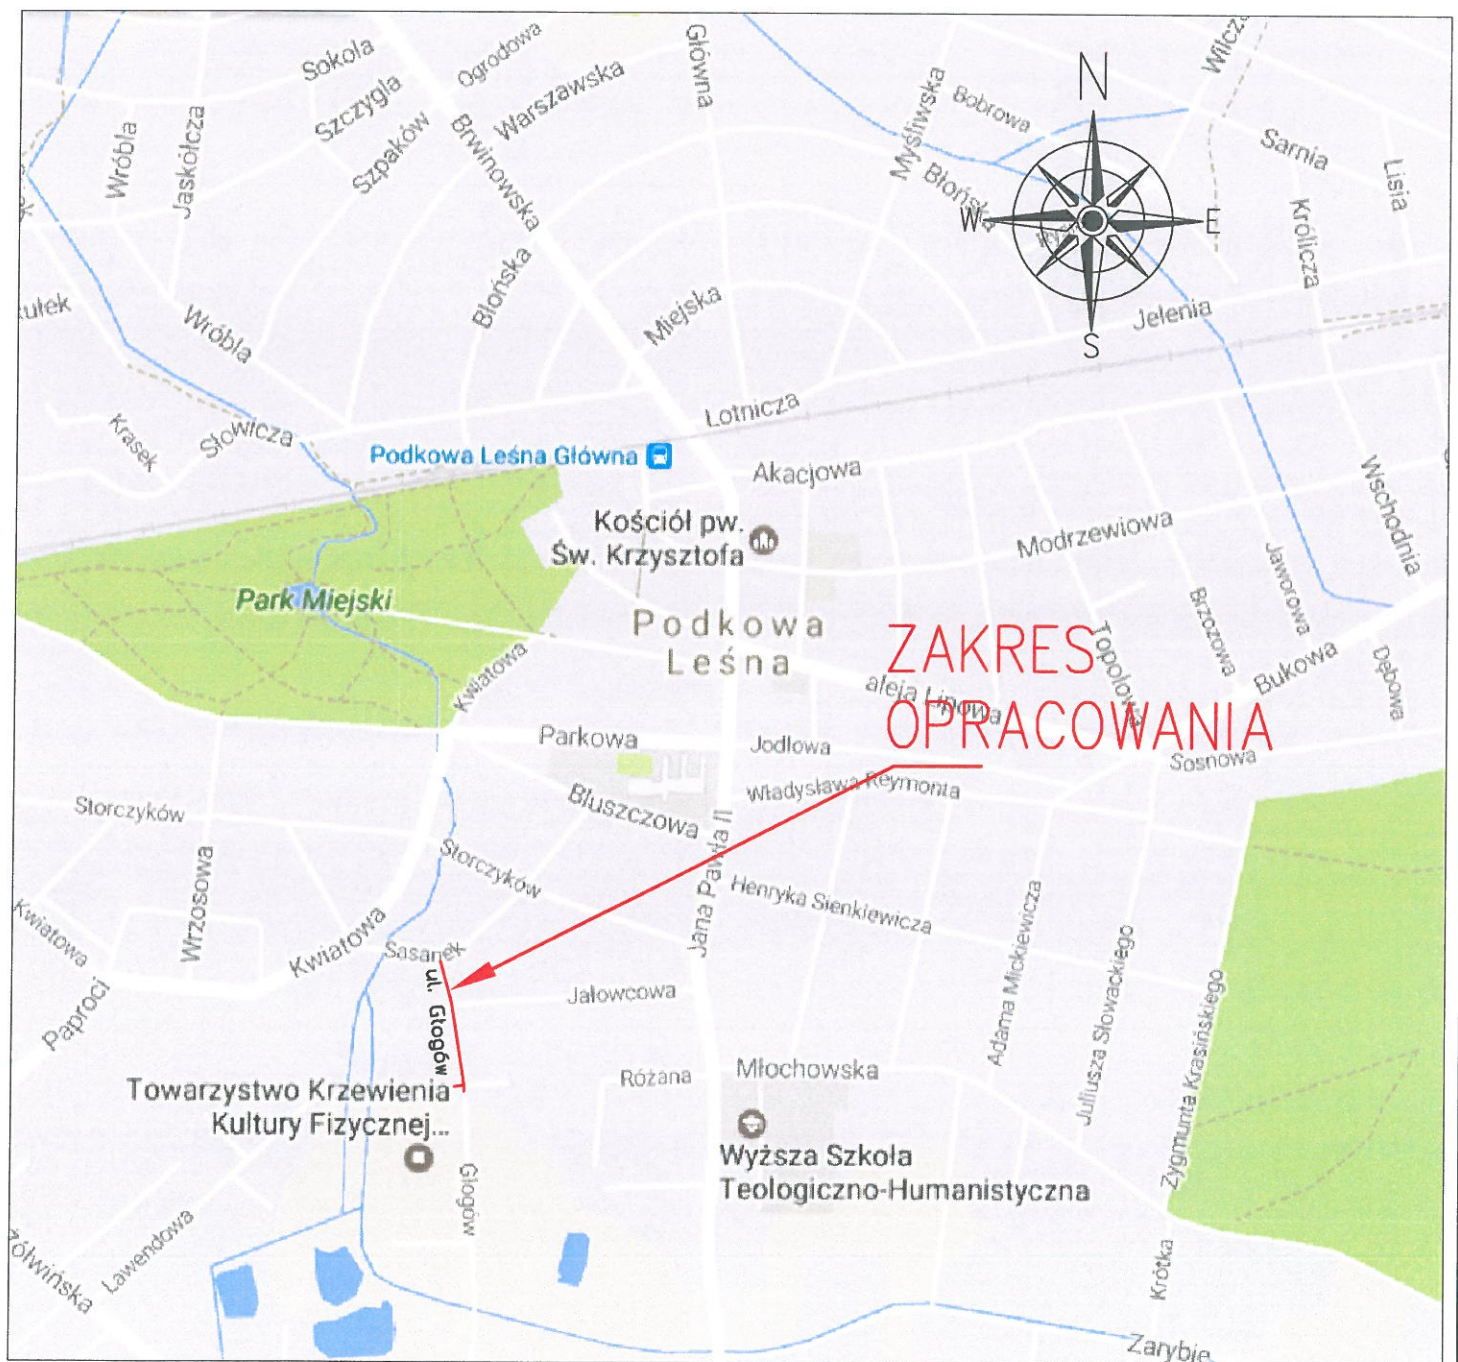 Sokola
Ogrodowa
Główna
Wilcza
Szczygla
Warszawska
Myśliwska
Bobrowa
N
Wróbla
Jaskółcza
Szpaków
Brwinowska
Błońska
Sarnia
Lisia
W
E
Królicza
Błońska
Miejska
Jelenia
S
Wróbla
Lotnicza
Krasek
Słowicza
Podkowa Leśna Główna
Akacjowa
Wschodnia
Kościół pw.
Św. Krzysztofa
Modrzewiowa
Jaworowa
Park Miejski
Brzozowa
Podkowa
Leśna
ZAKRES
OPRACOWANIA
Topolowa
Bukowa
Dębowa
Kwiatowa
aleja Lipowa
Parkowa
Jodłowa
Sosnowa
Władysława Reymonta
Storczyków
Bluszczowa
Jana Pawła II
Storczyków
Wrzosowa
Henryka Sienkiewicza
Kwiatowa
Kwiatowa
Sasanek
Adama Mickiewicza
Juliusza Słowackiego
Zygmunta Krasińskiego
Paproci
ul. Głogów
Jałowcowa
Różana
Młochowska
Towarzystwo Krzewienia
Kultury Fizycznej...
Wyższa Szkoła
Teologiczno-Humanistyczna
Głogów
Lawendowa
Żółwińska
Krótka
Zarybie